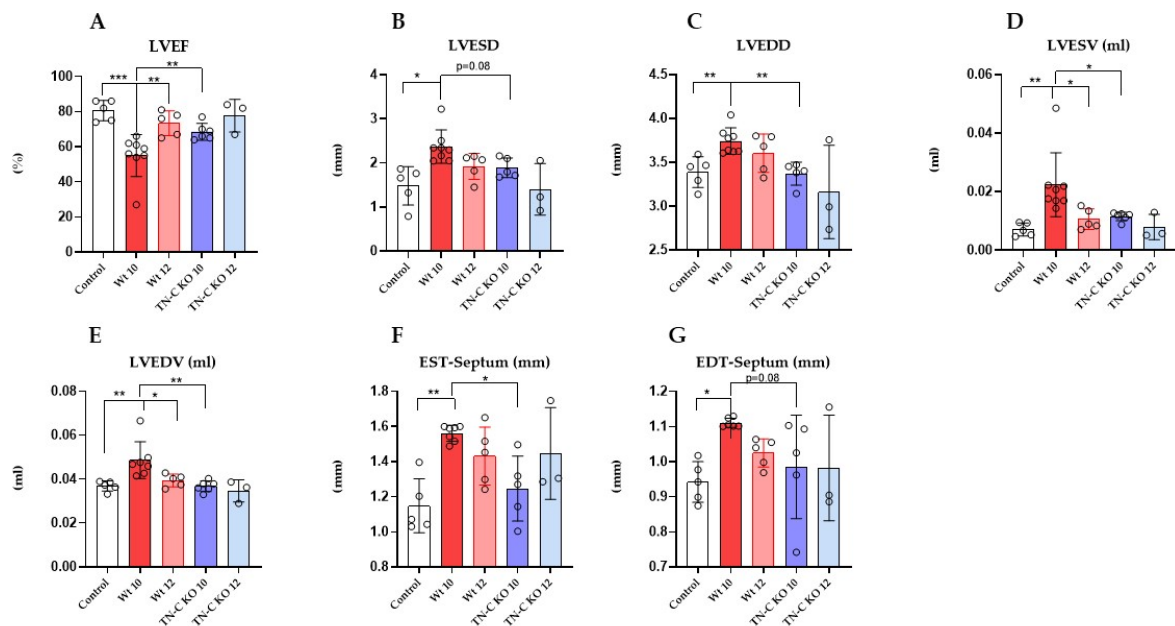 A
LVEF
***
**
**
100
80
60
40
20
0
(%)
Control
Wt 10
Wt 12
TN-C KO 10
TN-C KO 12
B
LVESD
*
p=0.08
4
3
2
1
0
(mm)
Control
Wt 10
Wt 12
TN-C KO 10
TN-C KO 12
C
LVEDD
**
**
4.5
4.0
3.5
3.0
2.5
(mm)
Control
Wt 10
Wt 12
TN-C KO 10
TN-C KO 12
D
LVESV (ml)
*
**
*
0.06
0.04
0.02
0.00
(ml)
Control
Wt 10
Wt 12
TN-C KO 10
TN-C KO 12
E
LVEDV (ml)
**
**
*
0.08
0.06
0.04
0.02
0.00
(ml)
Control
Wt 10
Wt 12
TN-C KO 10
TN-C KO 12
F
EST-Septum (mm)
**
*
1.8
1.6
1.4
1.2
1.0
(mm)
Control
Wt 10
Wt 12
TN-C KO 10
TN-C KO 12
G
EDT-Septum (mm)
*
p=0.08
1.2
1.1
1.0
0.9
0.8
0.7
(mm)
Control
Wt 10
Wt 12
TN-C KO 10
TN-C KO 12